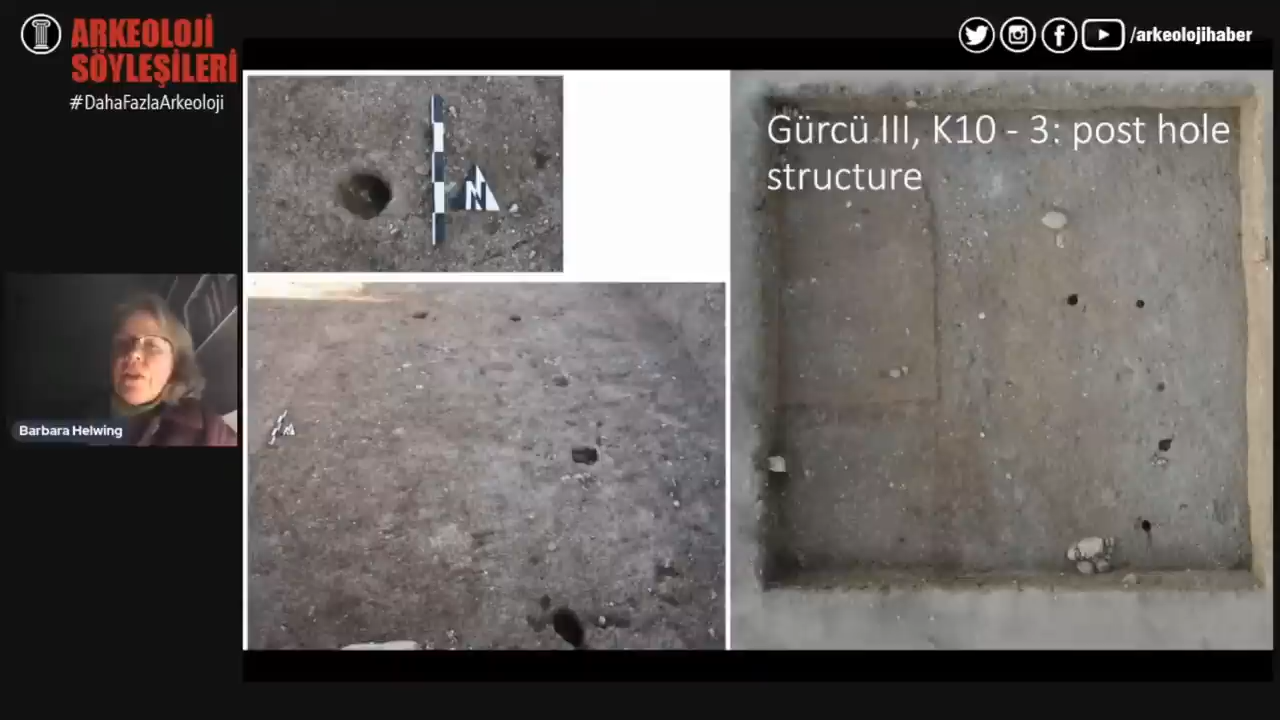 ARKEOLOJİ
SÖYLEŞİLERİ
#DahaFazlaArkeoloji
/arkeolojihaber
Gürcü III, K10 - 3: post hole
structure
N
Barbara Helwing